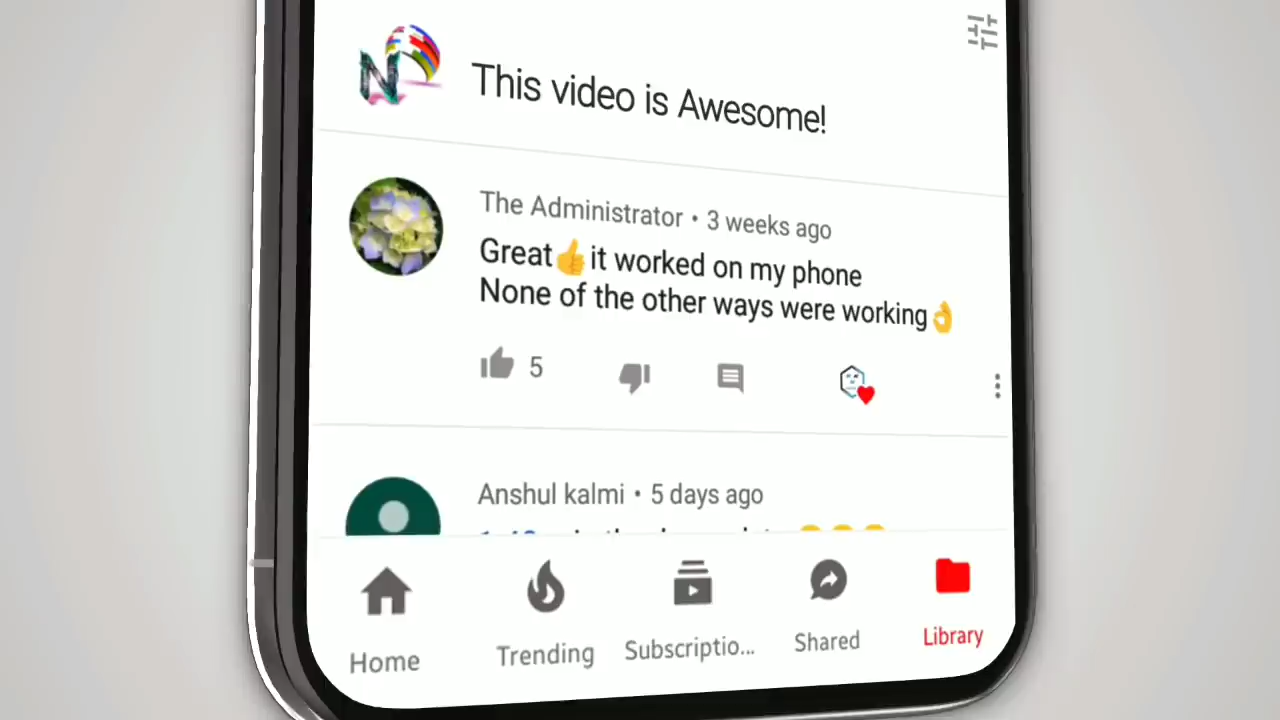 This video is Awesome!
The Administrator • 3 weeks ago
Great👍it worked on my phone
None of the other ways were working👌
5
Anshul kalmi • 5 days ago
Home
Trending
Subscriptio...
Shared
Library